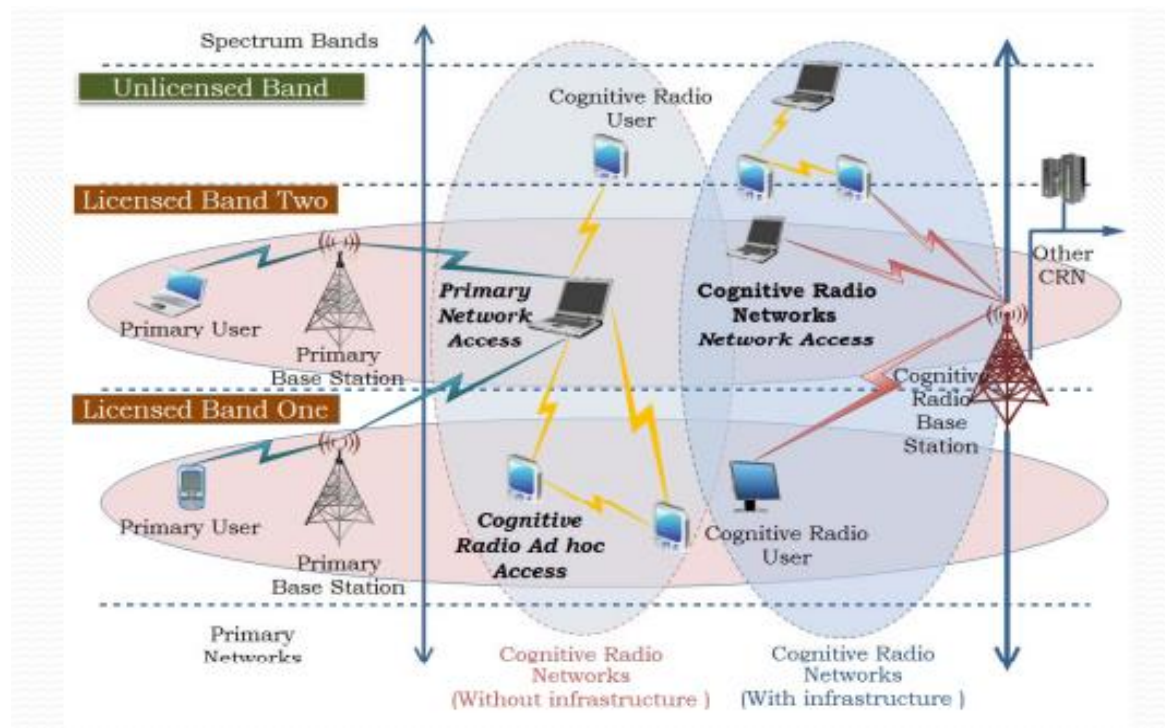 Spectrum Bands
Unlicensed Band
Cognitive Radio
User
Licensed Band Two
Other
CRN
Primary
Network
Access
Cognitive Radio
Networks
Network Access
Primary User
Primary
Base Station
Licensed Band One
Cognitive
Radio
Base
Station
Primary User
Primary
Base Station
Cognitive
Radio Ad hoc
Access
Cognitive Radio
User
Primary
Networks
Cognitive Radio
Networks
(Without infrastructure )
Cognitive Radio
Networks
(With infrastructure )